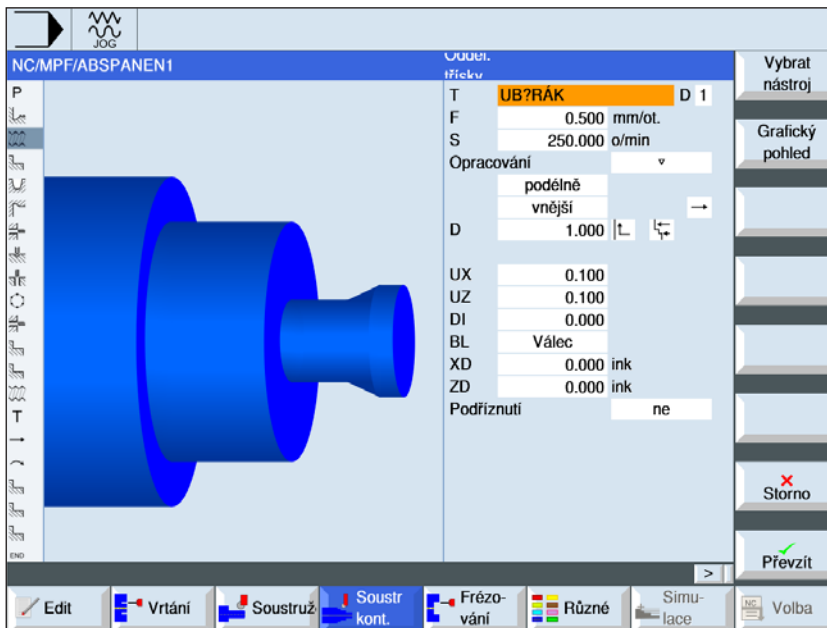 JOG
NC/MPF/ABSPANEN1
Odděl.
třísky
P
T
END
T UB?RÁK D 1
F 0.500 mm/ot.
S 250.000 o/min
Opracování ▿
podélně
vnější →
D 1.000
UX 0.100
UZ 0.100
DI 0.000
BL Válec
XD 0.000 ink
ZD 0.000 ink
Podříznutí ne
Vybrat
nástroj
Grafický
pohled
Storno
Převzít
>
Edit
Vrtání
Soustruž
Soustr
kont.
Frézo-
vání
Různé
Simu-
lace
NC
Volba